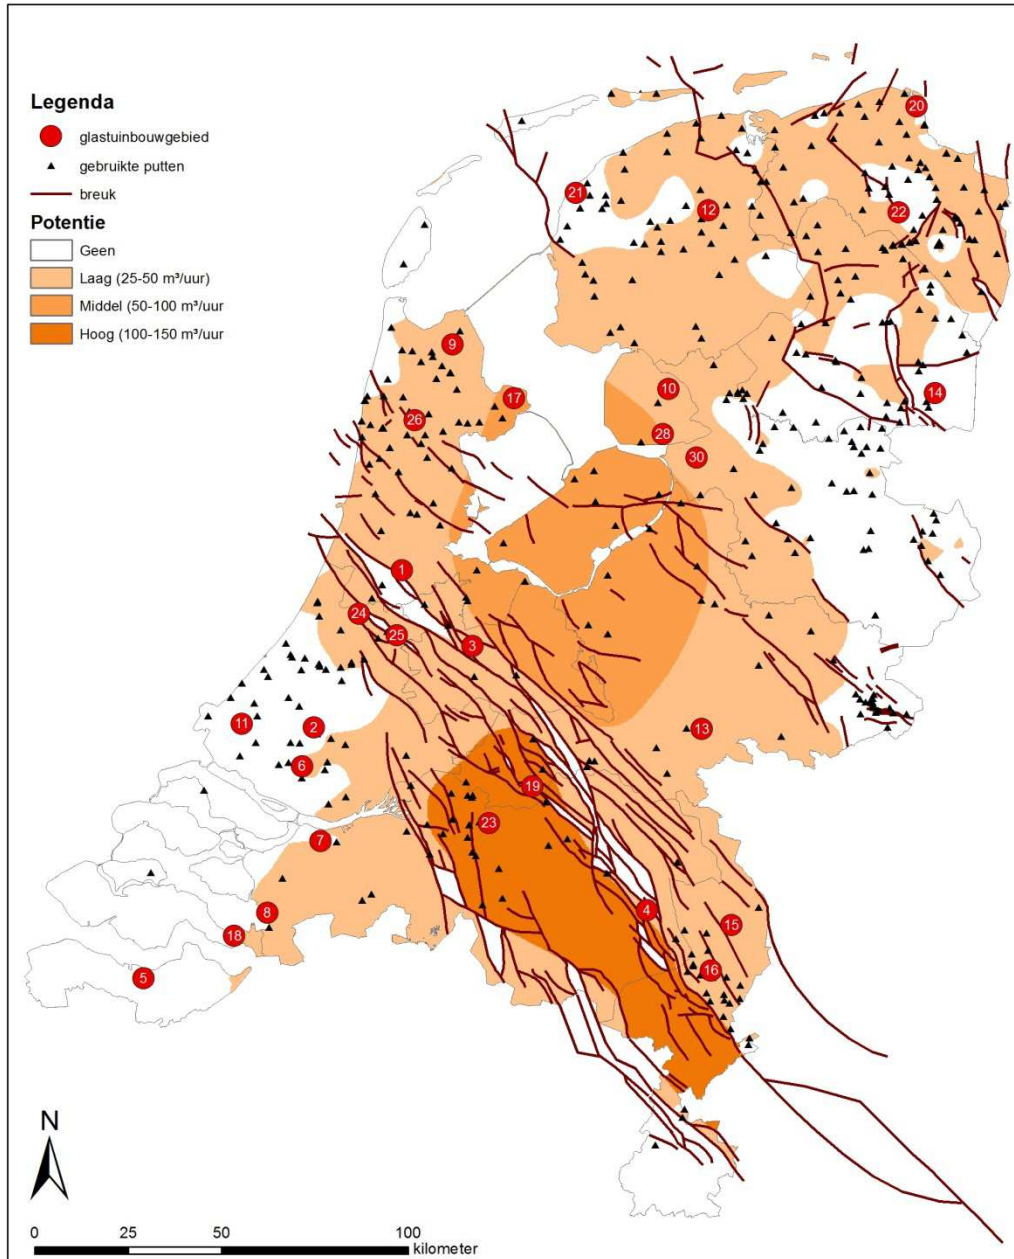 Legenda
glastuinbouwgebied
gebruikte putten
breuk
Potentie
Geen
Laag (25-50 m³/uur)
Middel (50-100 m³/uur
Hoog (100-150 m³/uur
20
21
12
22
9
10
14
17
26
28
30
1
24
25
3
11
2
13
6
19
23
7
4
8
15
18
16
5
N
0 25 50 100
kilometer